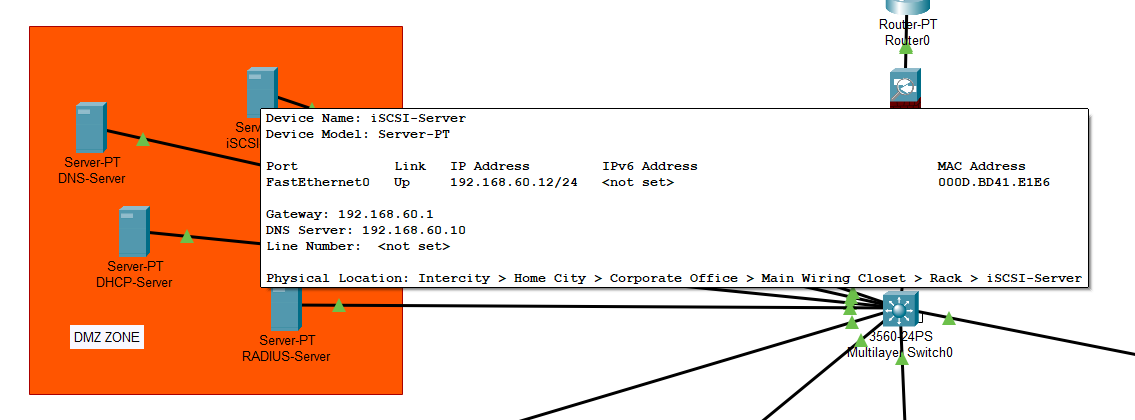 Router-PT
Router0
Server-PT
DNS-Server
Device Name: iSCSI-Server
Device Model: Server-PT
Port Link IP Address IPv6 Address MAC Address
FastEthernet0 Up 192.168.60.12/24 <not set> 000D.BD41.E1E6
Gateway: 192.168.60.1
DNS Server: 192.168.60.10
Line Number: <not set>
Physical Location: Intercity > Home City > Corporate Office > Main Wiring Closet > Rack > iSCSI-Server
Server-PT
DHCP-Server
Server-PT
RADIUS-Server
DMZ ZONE
3560-24PS
Multilayer Switch0